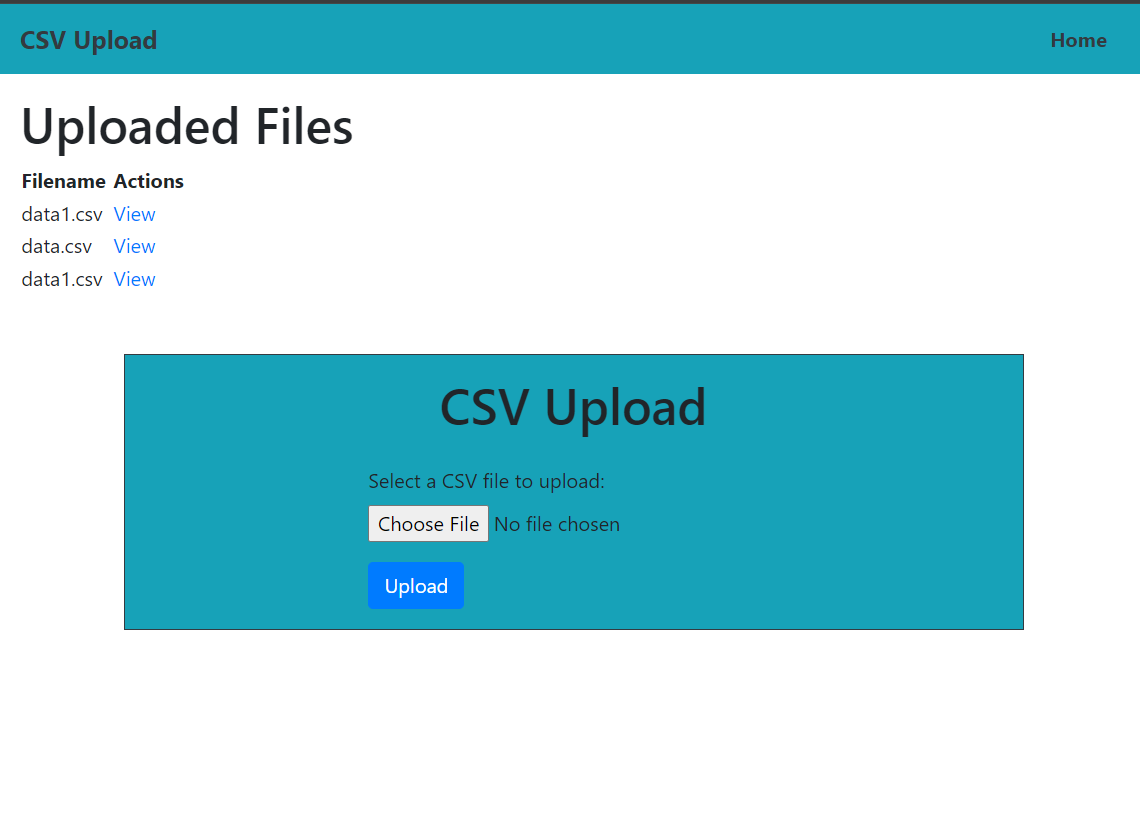 CSV Upload Home
Uploaded Files
Filename Actions
data1.csv View
data.csv View
data1.csv View
CSV Upload
Select a CSV file to upload:
Choose File No file chosen
Upload